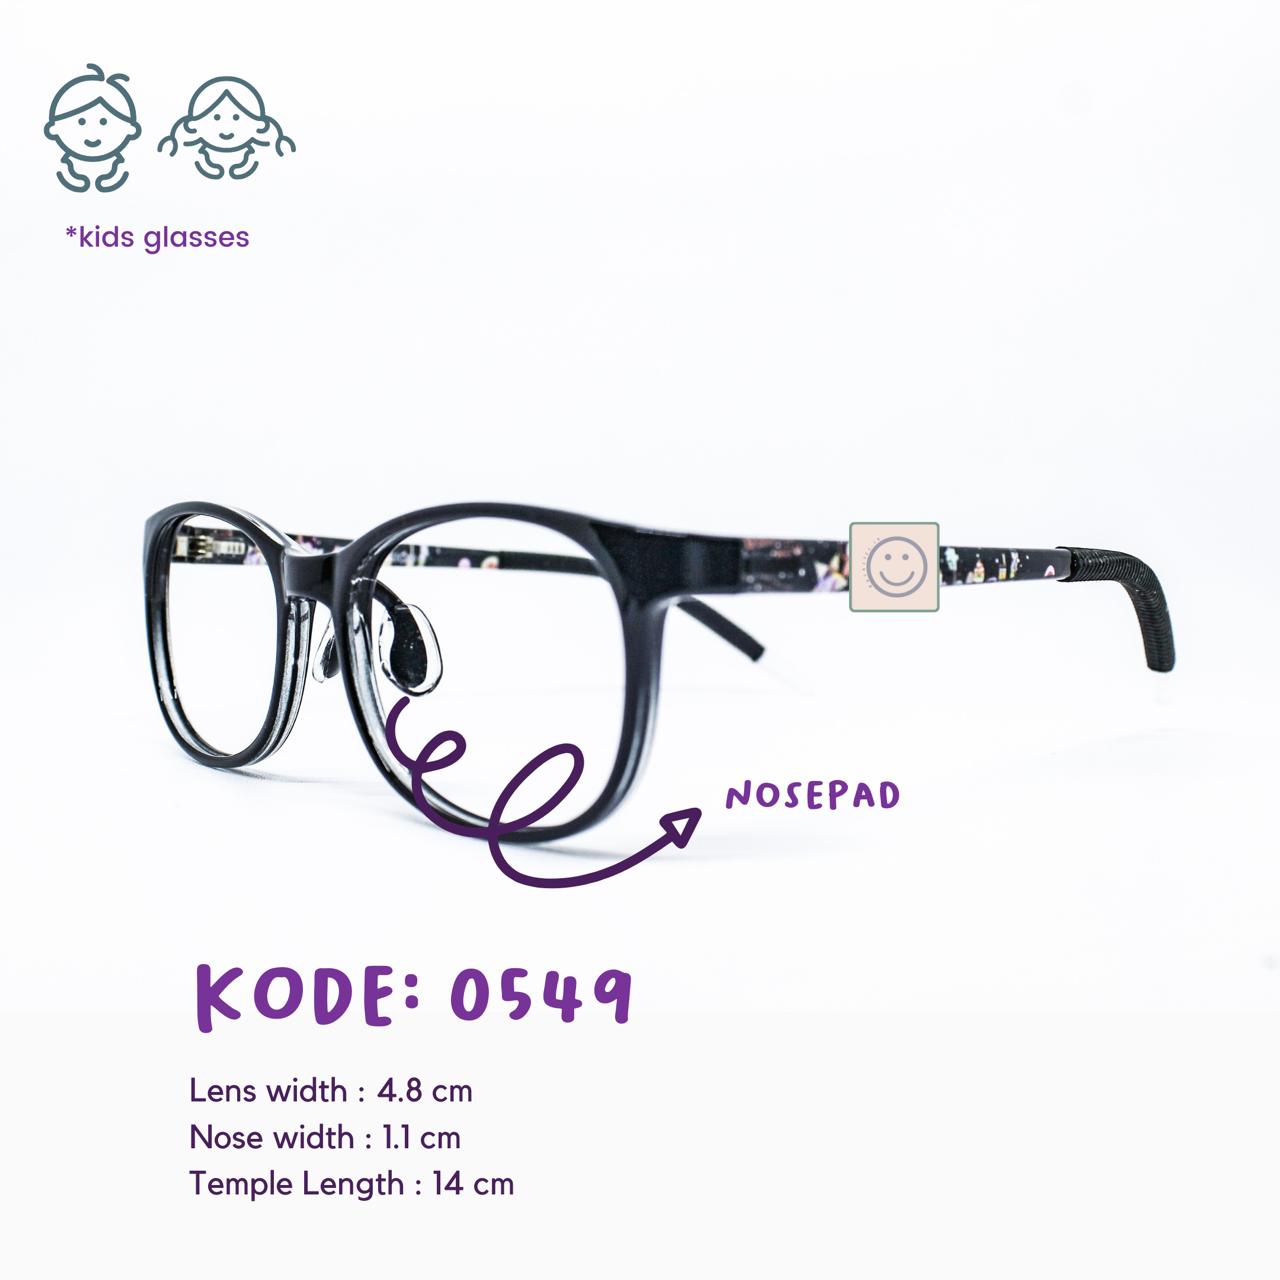 *kids glasses
NOSEPAD
KODE: 0549
Lens width : 4.8 cm
Nose width : 1.1 cm
Temple Length : 14 cm